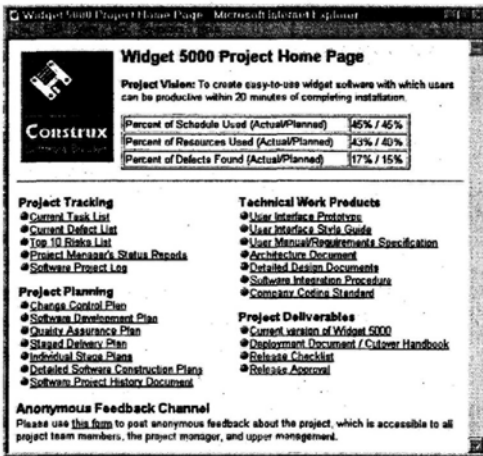 Widget 5000 Project Home Page - Microsoft Internet Explorer
Widget 5000 Project Home Page
Construx
Project Vision: To create easy-to-use widget software with which users
can be productive within 20 minutes of completing installation.
Percent of Schedule Used (Actual/Planned) 45% / 45%
Percent of Resources Used (Actual/Planned) 43% / 40%
Percent of Defects Found (Actual/Planned) 17% / 15%
Project Tracking
Current Task List
Current Defect List
Top 10 Risks List
Project Manager's Status Reports
Software Project Log
Project Planning
Change Control Plan
Software Development Plan
Quality Assurance Plan
Staged Delivery Plan
Individual Stage Plans
Detailed Software Construction Plans
Software Project History Document
Technical Work Products
User Interface Prototype
User Interface Style Guide
User Manual/Requirements Specification
Architecture Document
Detailed Design Documents
Software Integration Procedure
Company Coding Standard
Project Deliverables
Current version of Widget 5000
Deployment Document / Cutover Handbook
Release Checklist
Release Approval
Anonymous Feedback Channel
Please use this form to post anonymous feedback about the project, which is accessible to all
project team members, the project manager, and upper management.